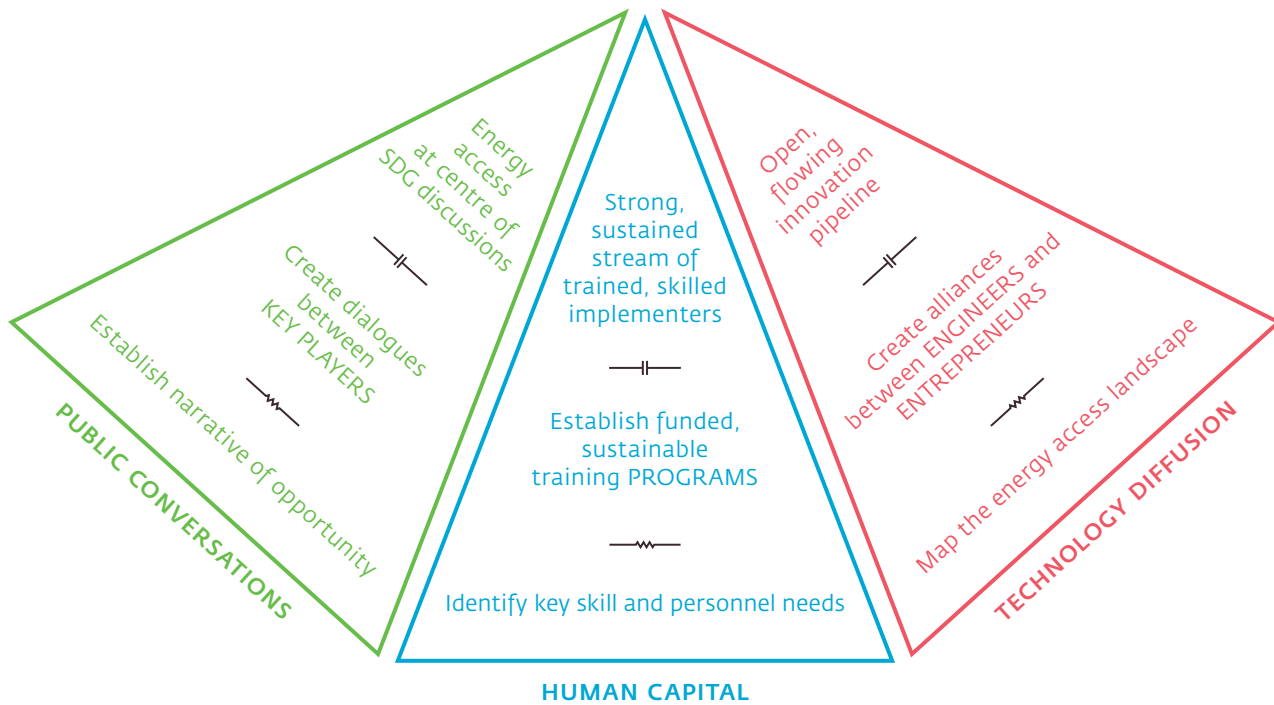 Energy
access
at centre of
SDG discussions
Create dialogues
between
KEY PLAYERS
Establish narrative of opportunity
PUBLIC CONVERSATIONS
Strong,
sustained
stream of
trained, skilled
implementers
Establish funded,
sustainable
training PROGRAMS
Identify key skill and personnel needs
HUMAN CAPITAL
Open,
flowing
innovation
pipeline
Create alliances
between ENGINEERS and
ENTREPRENEURS
Map the energy access landscape
TECHNOLOGY DIFFUSION